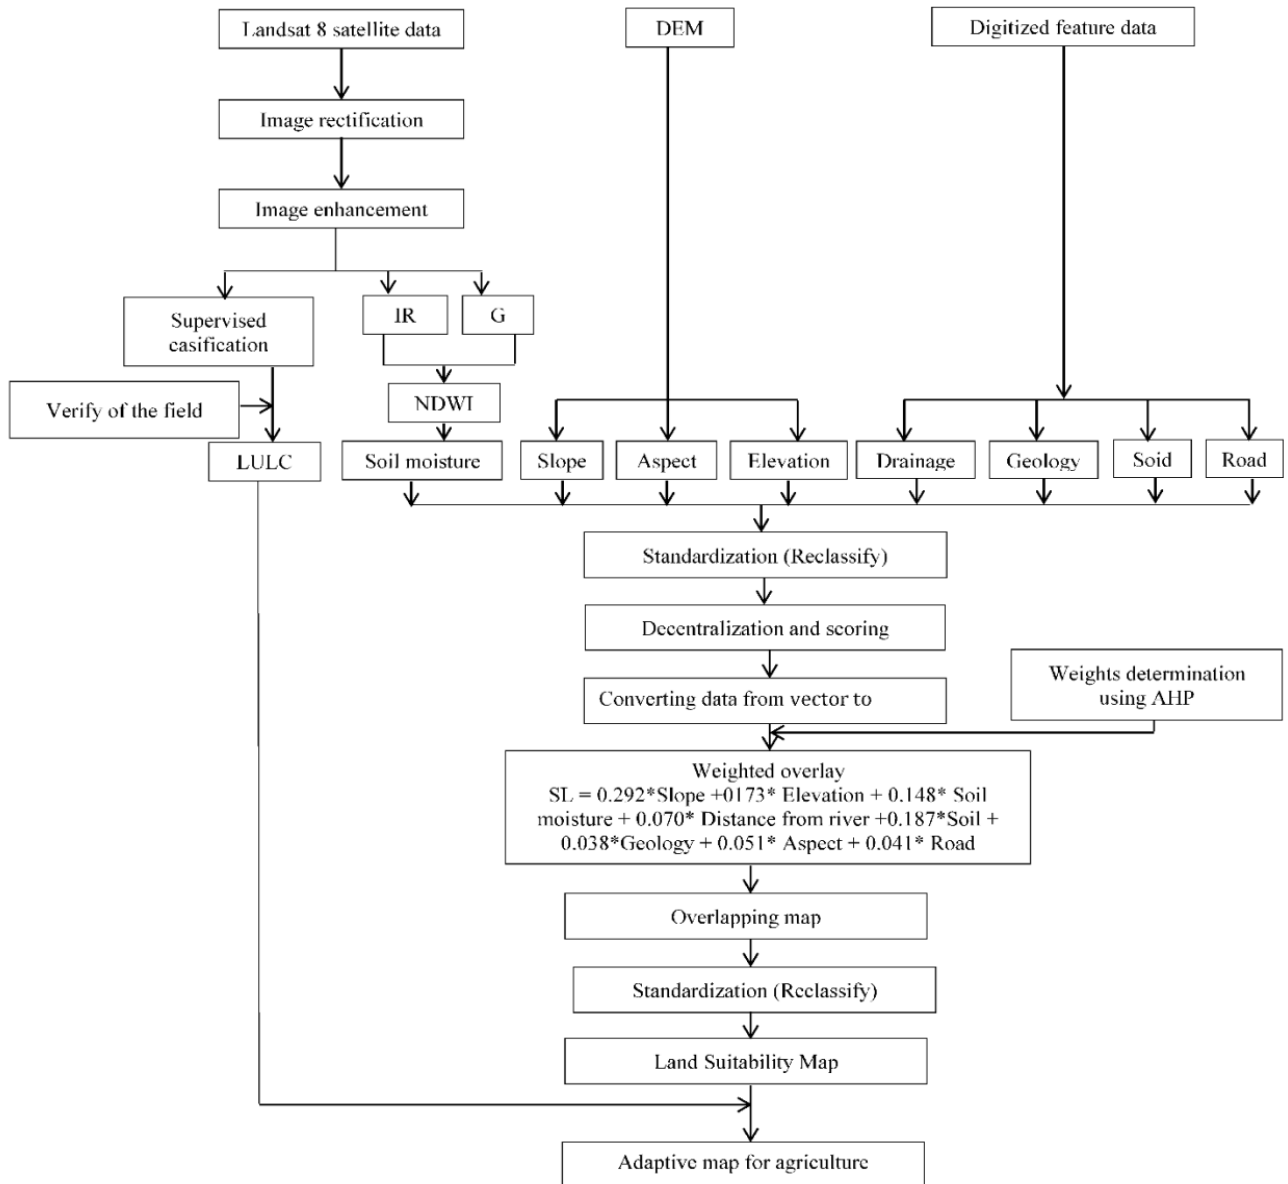 Landsat 8 satellite data
DEM
Digitized feature data
Image rectification
Image enhancement
Supervised
casification
IR
G
Verify of the field
NDWI
LULC
Soil moisture
Slope
Aspect
Elevation
Drainage
Geology
Soid
Road
Standardization (Reclassify)
Decentralization and scoring
Converting data from vector to
Weights determination
using AHP
Weighted overlay
SL = 0.292*Slope +0173* Elevation + 0.148* Soil
moisture + 0.070* Distance from river +0.187*Soil +
0.038*Geology + 0.051* Aspect + 0.041* Road
Overlapping map
Standardization (Reclassify)
Land Suitability Map
Adaptive map for agriculture